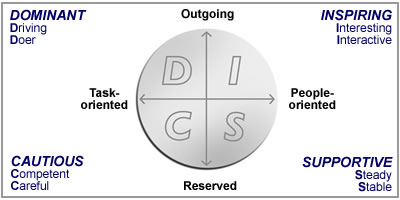 DOMINANT
Driving
Doer
Outgoing
INSPIRING
Interesting
Interactive
Task-
oriented
D I
C S
People-
oriented
CAUTIOUS
Competent
Careful
Reserved
SUPPORTIVE
Steady
Stable